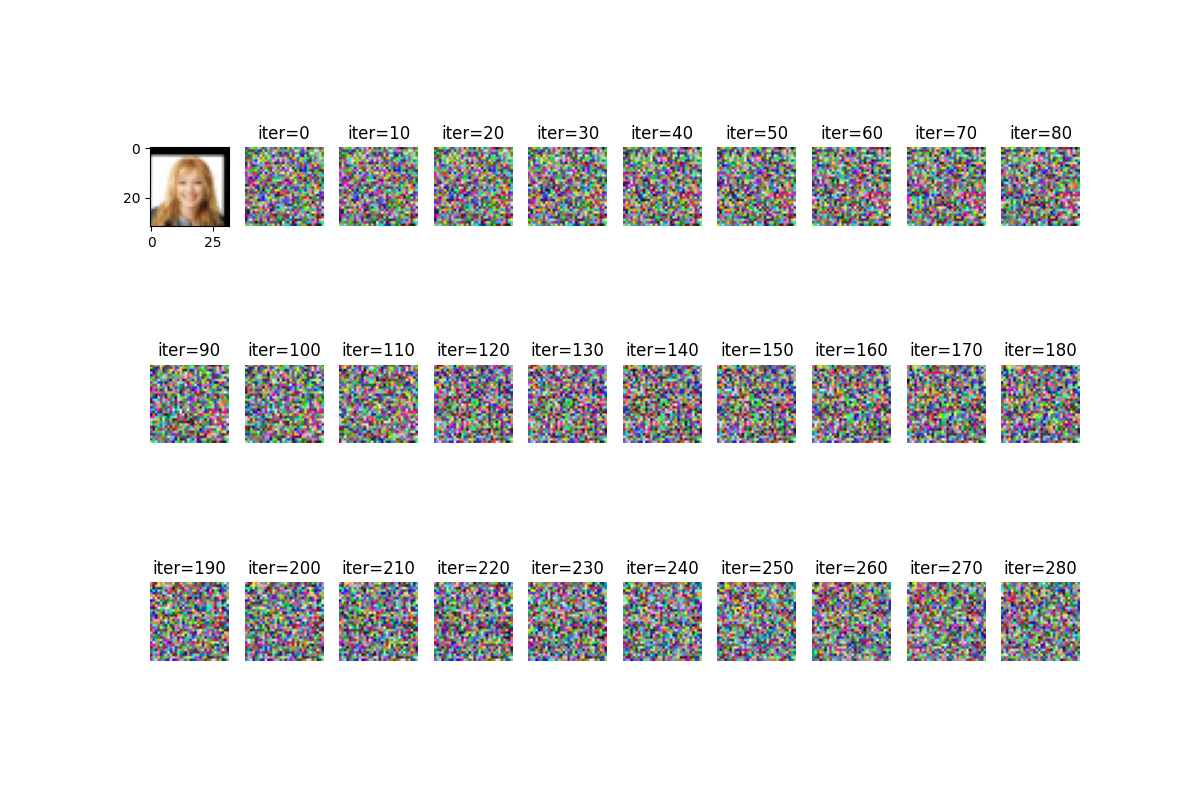 iter=0 iter=10 iter=20 iter=30 iter=40 iter=50 iter=60 iter=70 iter=80
0
20
0 25
iter=90 iter=100 iter=110 iter=120 iter=130 iter=140 iter=150 iter=160 iter=170 iter=180
iter=190 iter=200 iter=210 iter=220 iter=230 iter=240 iter=250 iter=260 iter=270 iter=280